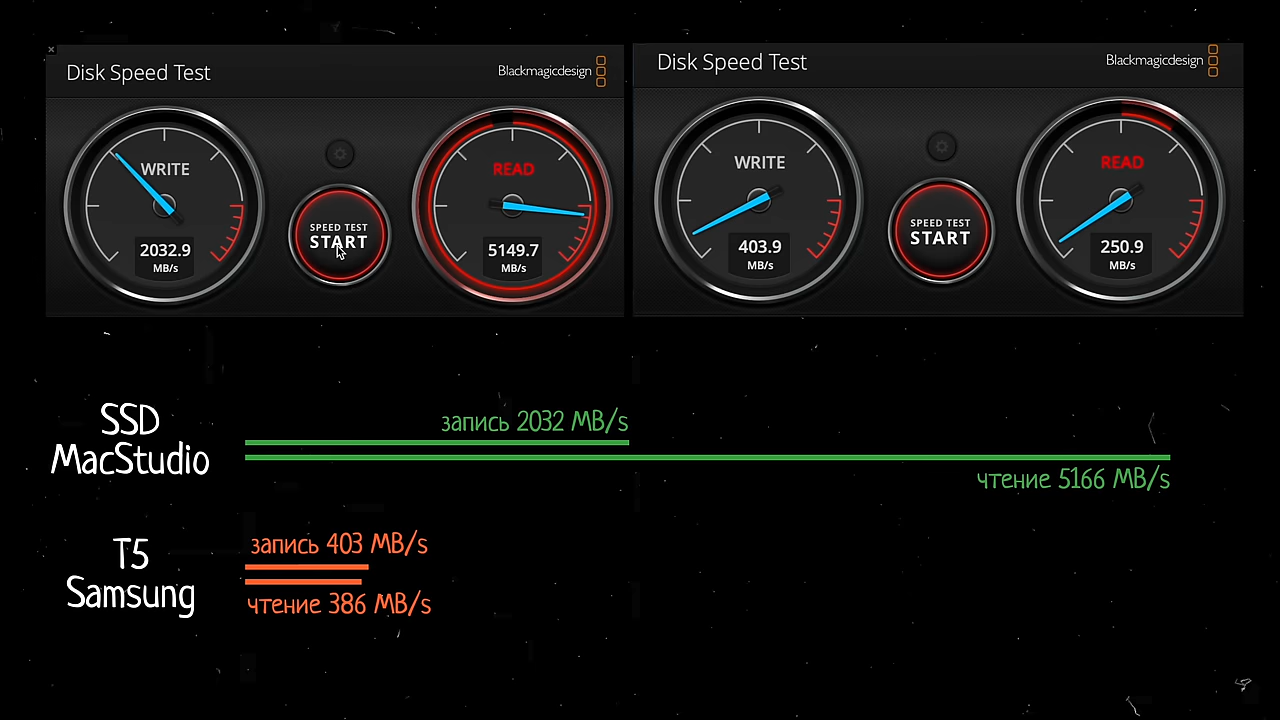 Disk Speed Test
Blackmagicdesign
WRITE
2032.9
MB/s
SPEED TEST
START
READ
5149.7
MB/s
Disk Speed Test
Blackmagicdesign
WRITE
403.9
MB/s
SPEED TEST
START
READ
250.9
MB/s
SSD
MacStudio
запись 2032 MB/s
чтение 5166 MB/s
T5
Samsung
запись 403 MB/s
чтение 386 MB/s